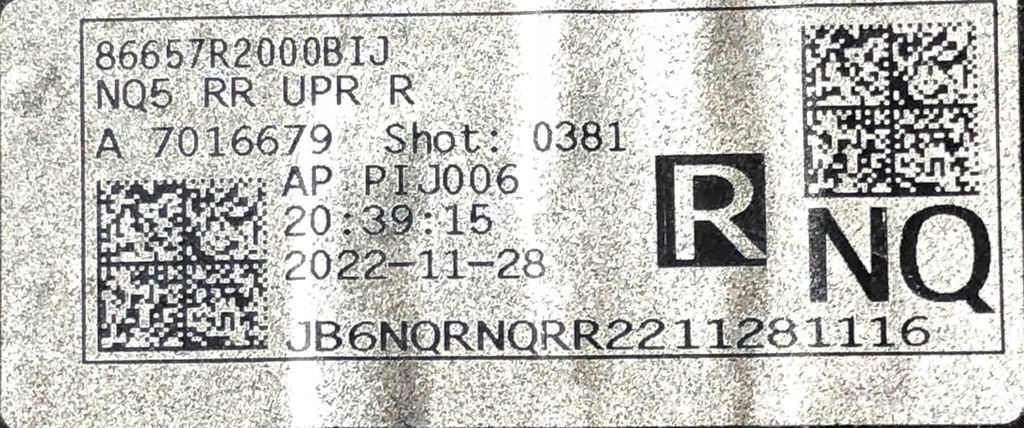 86657R2000BIJ
NQ5 RR UPR R
A 7016679 Shot: 0381
AP PIJ006
20:39:15
2022-11-28
R
NQ
JB6NQRNQRR2211281116